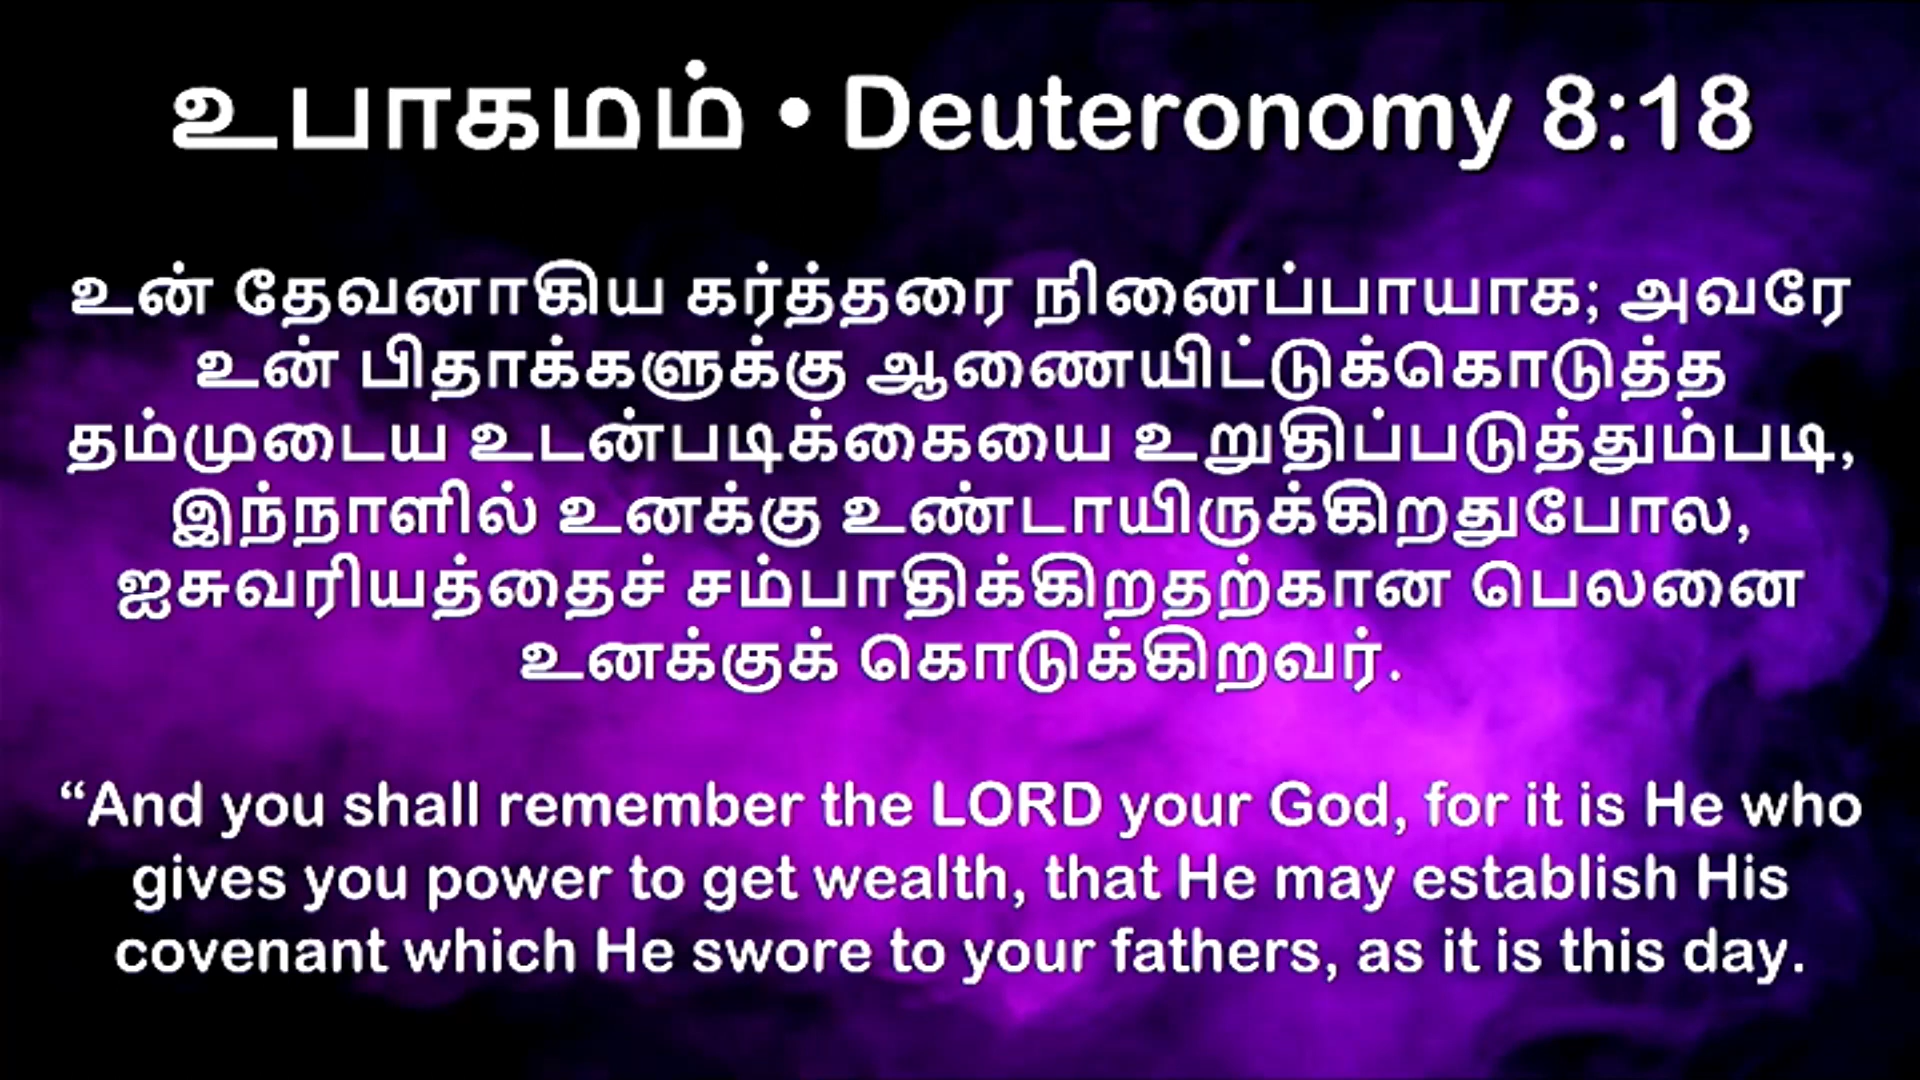 உபாகமம் • Deuteronomy 8:18
உன் தேவனாகிய கர்த்தரை நினைப்பாயாக; அவரே
உன் பிதாக்களுக்கு ஆணையிட்டுக்கொடுத்த
தம்முடைய உடன்படிக்கையை உறுதிப்படுத்தும்படி,
இந்நாளில் உனக்கு உண்டாயிருக்கிறதுபோல,
ஐசுவரியத்தைச் சம்பாதிக்கிறதற்கான பெலனை
உனக்குக் கொடுக்கிறவர்.
“And you shall remember the LORD your God, for it is He who
gives you power to get wealth, that He may establish His
covenant which He swore to your fathers, as it is this day.